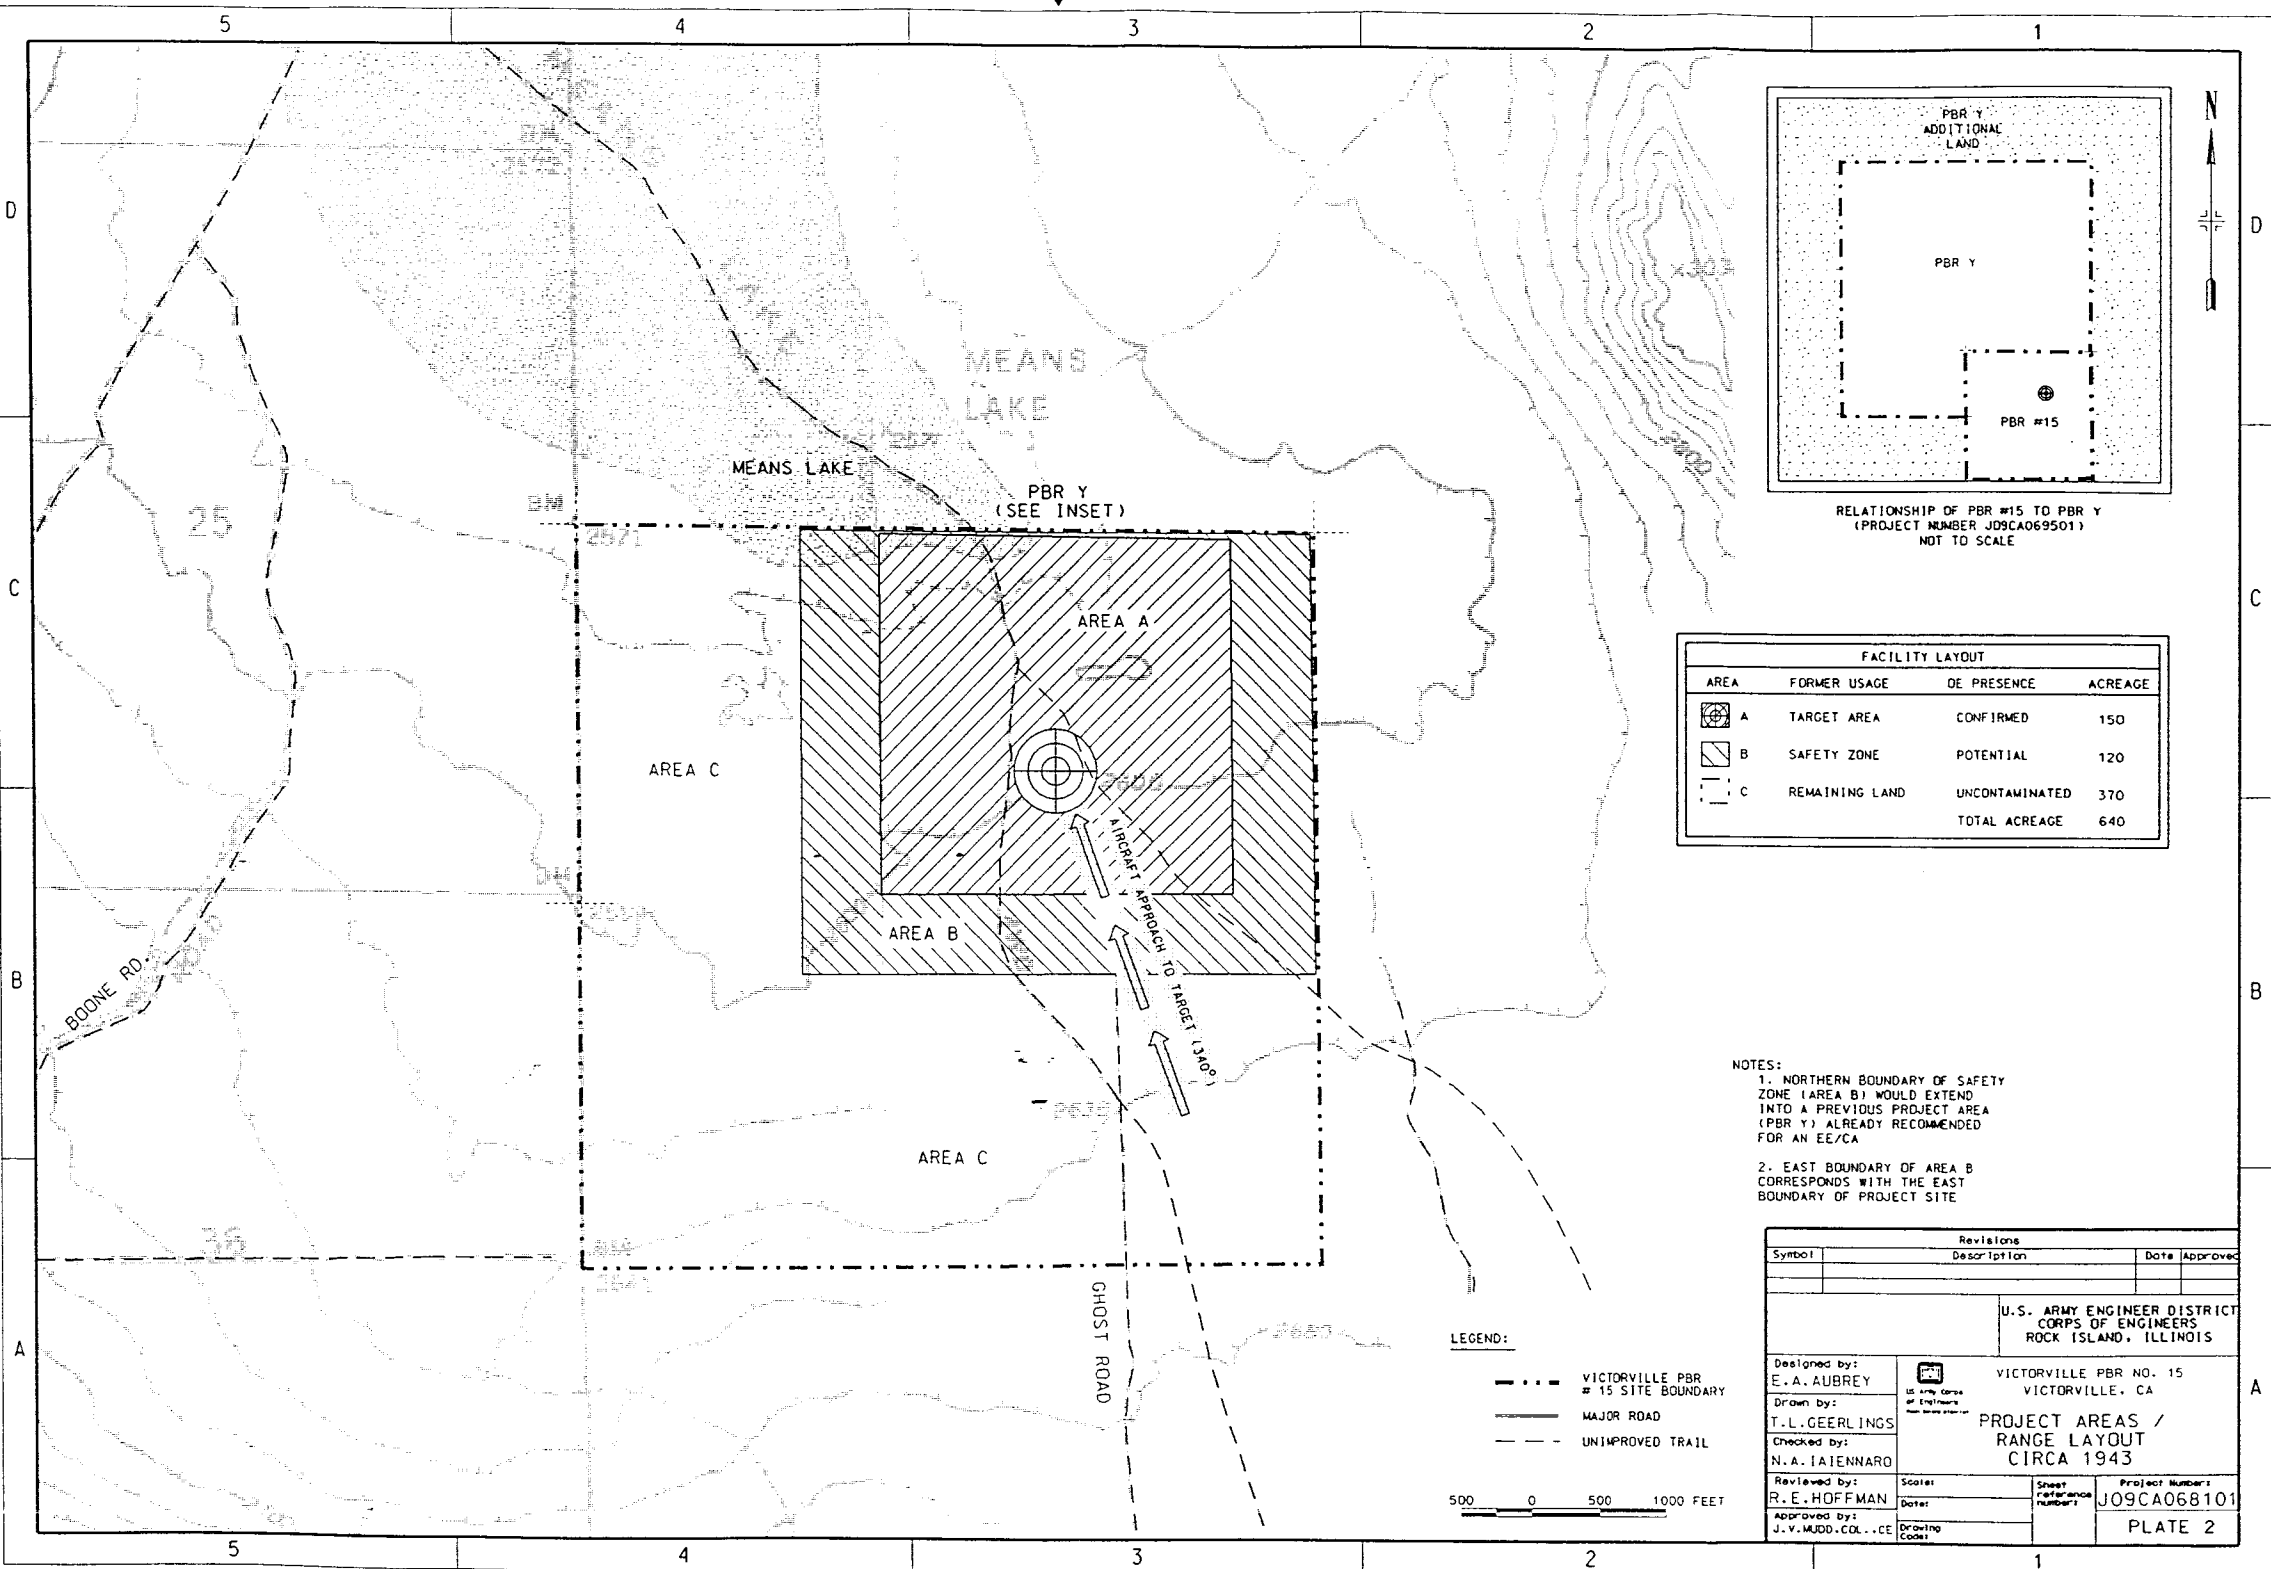 5 4 3 2 1
D
D
C
C
B
B
A
A
N
PBR Y
ADDITIONAL
LAND
PBR Y
PBR #15
RELATIONSHIP OF PBR #15 TO PBR Y
(PROJECT NUMBER J09CA069501)
NOT TO SCALE
MEANS
LAKE
MEANS LAKE
PBR Y
(SEE INSET)
BM
2571
25
AREA A
AREA C
2600
AIRCRAFT APPROACH TO TARGET (340°)
AREA B
BOONE RD.
2635
AREA C
36
GHOST ROAD
2680
FACILITY LAYOUT
AREA FORMER USAGE OE PRESENCE ACREAGE
A TARGET AREA CONFIRMED 150
B SAFETY ZONE POTENTIAL 120
C REMAINING LAND UNCONTAMINATED 370
TOTAL ACREAGE 640
NOTES:
1. NORTHERN BOUNDARY OF SAFETY
ZONE (AREA B) WOULD EXTEND
INTO A PREVIOUS PROJECT AREA
(PBR Y) ALREADY RECOMMENDED
FOR AN EE/CA
2. EAST BOUNDARY OF AREA B
CORRESPONDS WITH THE EAST
BOUNDARY OF PROJECT SITE
LEGEND:
VICTORVILLE PBR
# 15 SITE BOUNDARY
MAJOR ROAD
UNIMPROVED TRAIL
500 0 500 1000 FEET
Revisions
Symbol Description Date Approved
U.S. ARMY ENGINEER DISTRICT
CORPS OF ENGINEERS
ROCK ISLAND, ILLINOIS
Designed by:
E.A.AUBREY
Drawn by:
T.L.GEERLINGS
Checked by:
N.A.IAIENNARO
Reviewed by:
R.E.HOFFMAN
Approved by:
J.V.MUDD.COL..CE
US Army Corps
of Engineers
VICTORVILLE PBR NO. 15
VICTORVILLE, CA
PROJECT AREAS /
RANGE LAYOUT
CIRCA 1943
Scale:
Date:
Drawing
Code:
Sheet
reference
number:
Project Number:
J09CA068101
PLATE 2
5 4 3 2 1